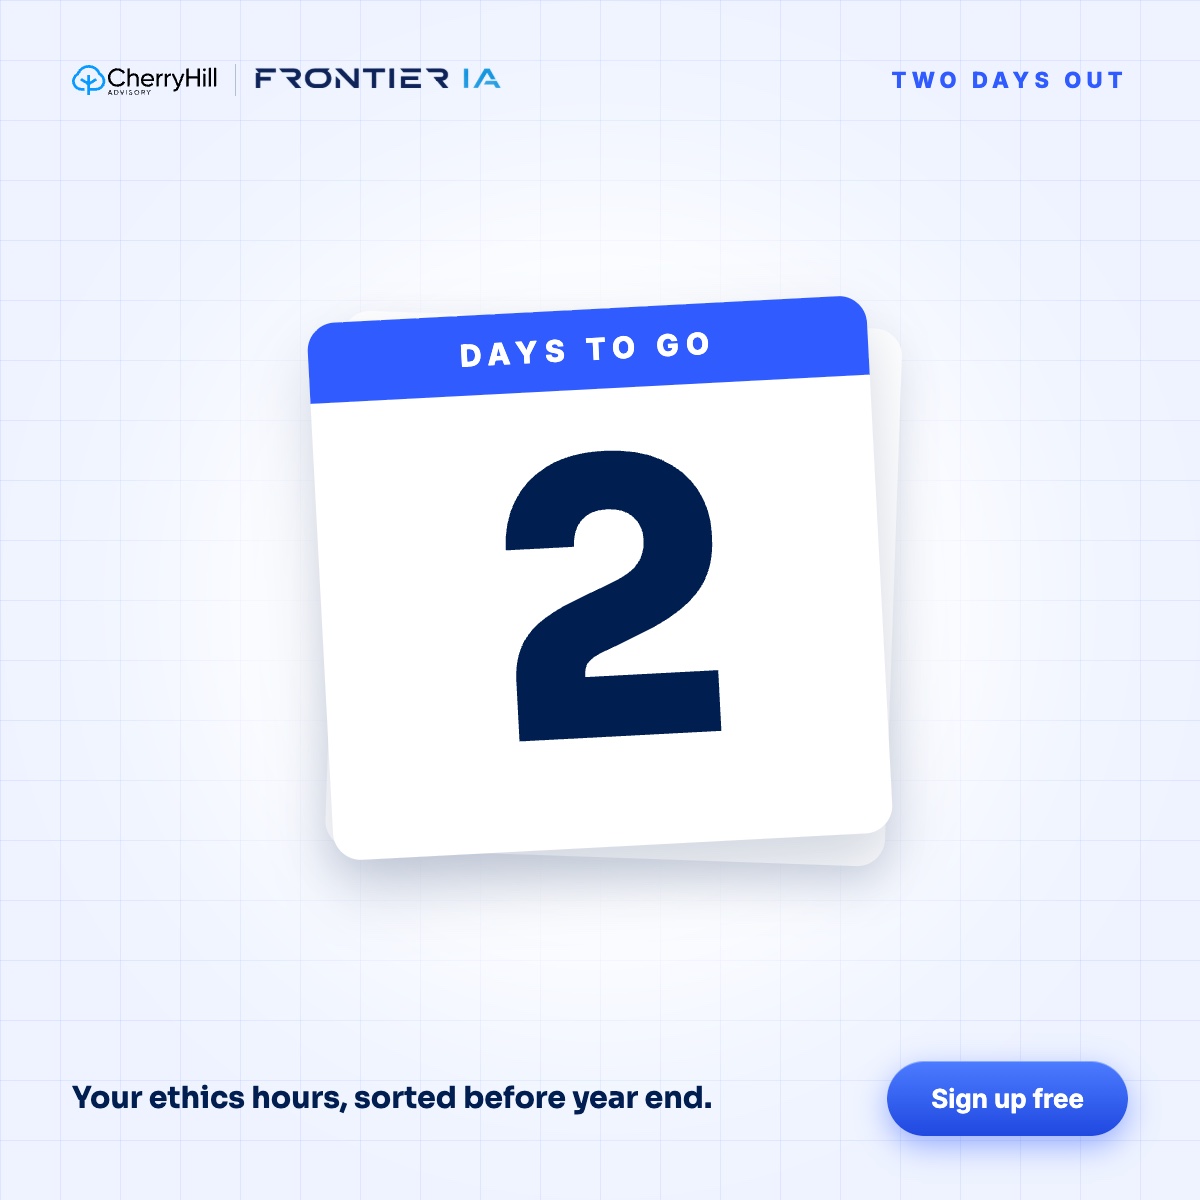 CherryHill
ADVISORY
FRONTIER IA
TWO DAYS OUT
DAYS TO GO
2
Your ethics hours, sorted before year end.
Sign up free